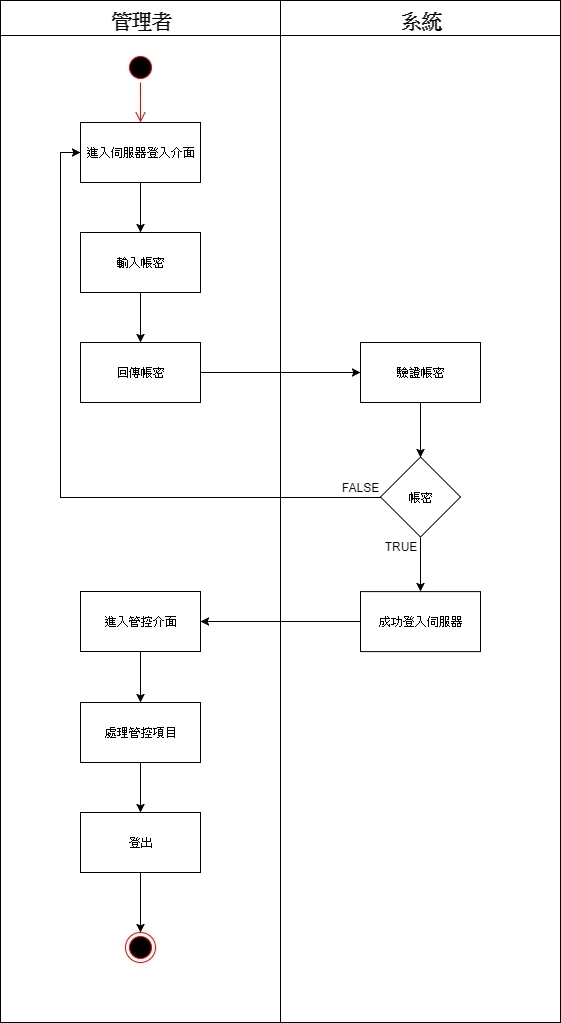 管理者
系統
進入伺服器登入介面
輸入帳密
回傳帳密
驗證帳密
帳密
FALSE
TRUE
成功登入伺服器
進入管控介面
處理管控項目
登出